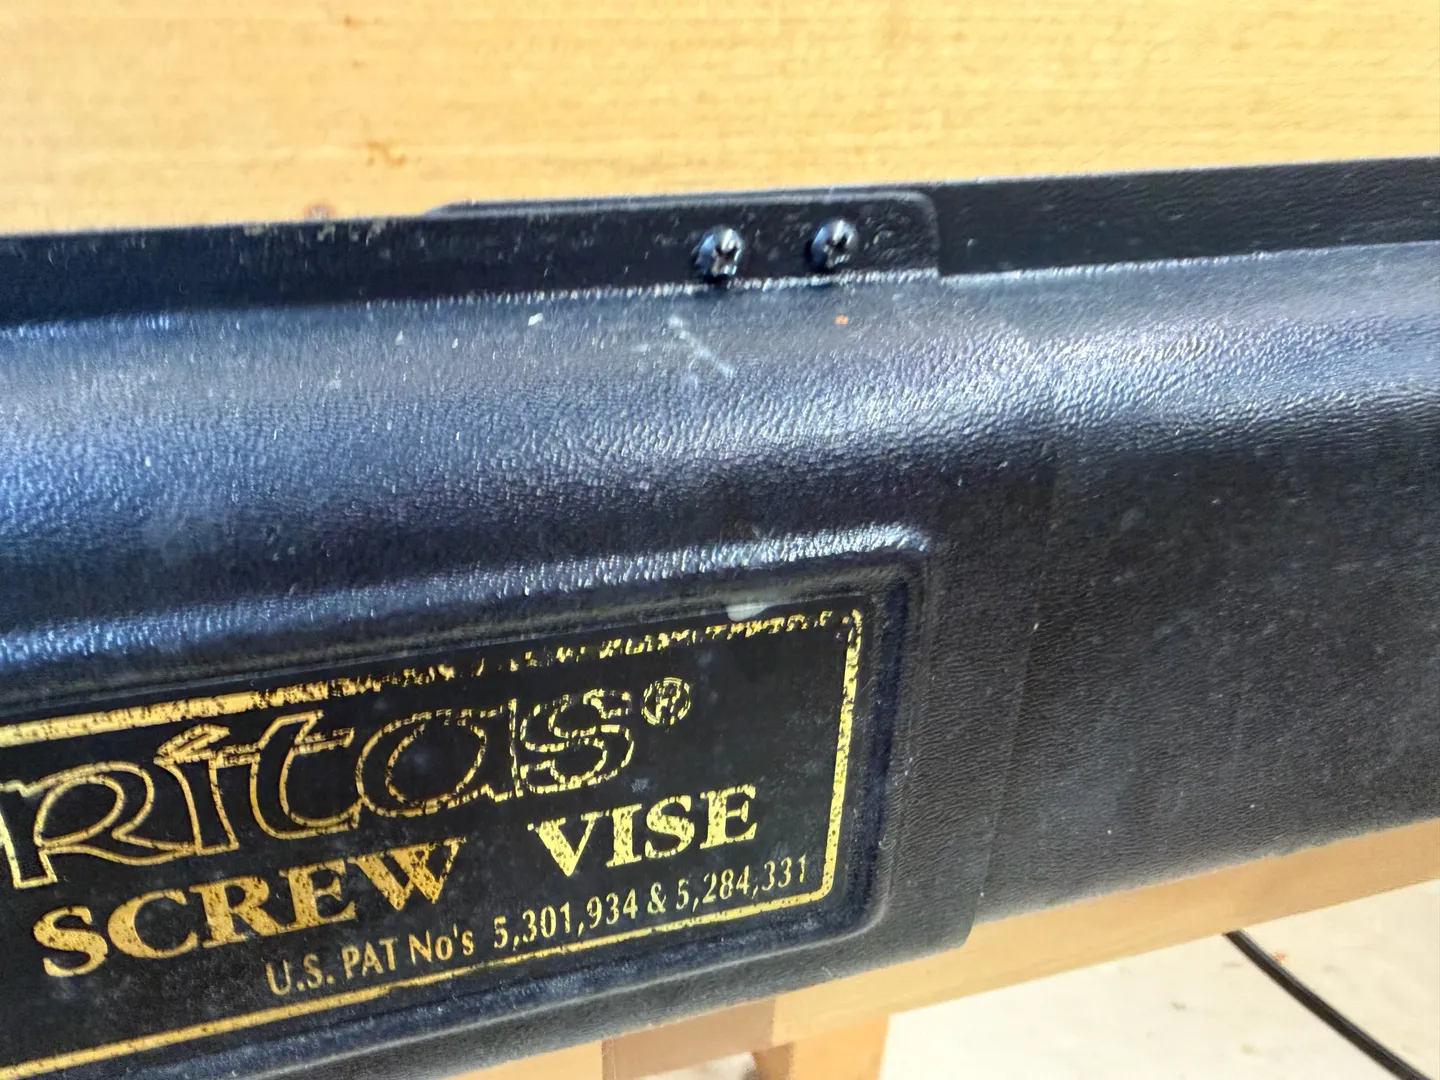 ritas®
SCREW VISE
U.S. PAT No's 5,301,934 & 5,284,331